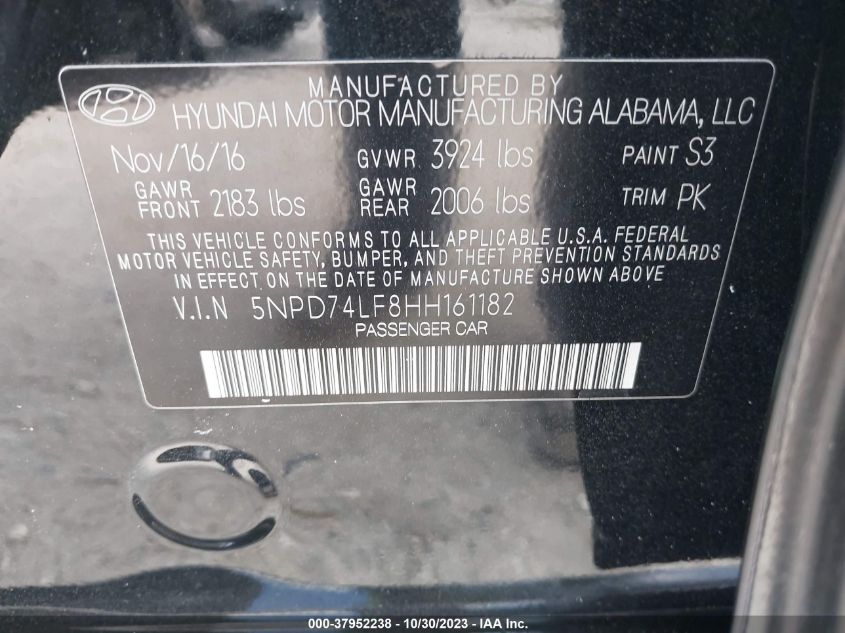 MANUFACTURED BY
HYUNDAI MOTOR MANUFACTURING ALABAMA, LLC
Nov/16/16 GVWR 3924 lbs PAINT S3
GAWR FRONT 2183 lbs GAWR REAR 2006 lbs TRIM PK
THIS VEHICLE CONFORMS TO ALL APPLICABLE U.S.A. FEDERAL
MOTOR VEHICLE SAFETY, BUMPER, AND THEFT PREVENTION STANDARDS
IN EFFECT ON THE DATE OF MANUFACTURE SHOWN ABOVE.
V.I.N 5NPD74LF8HH161182
PASSENGER CAR
000-37952238 - 10/30/2023 - IAA Inc.